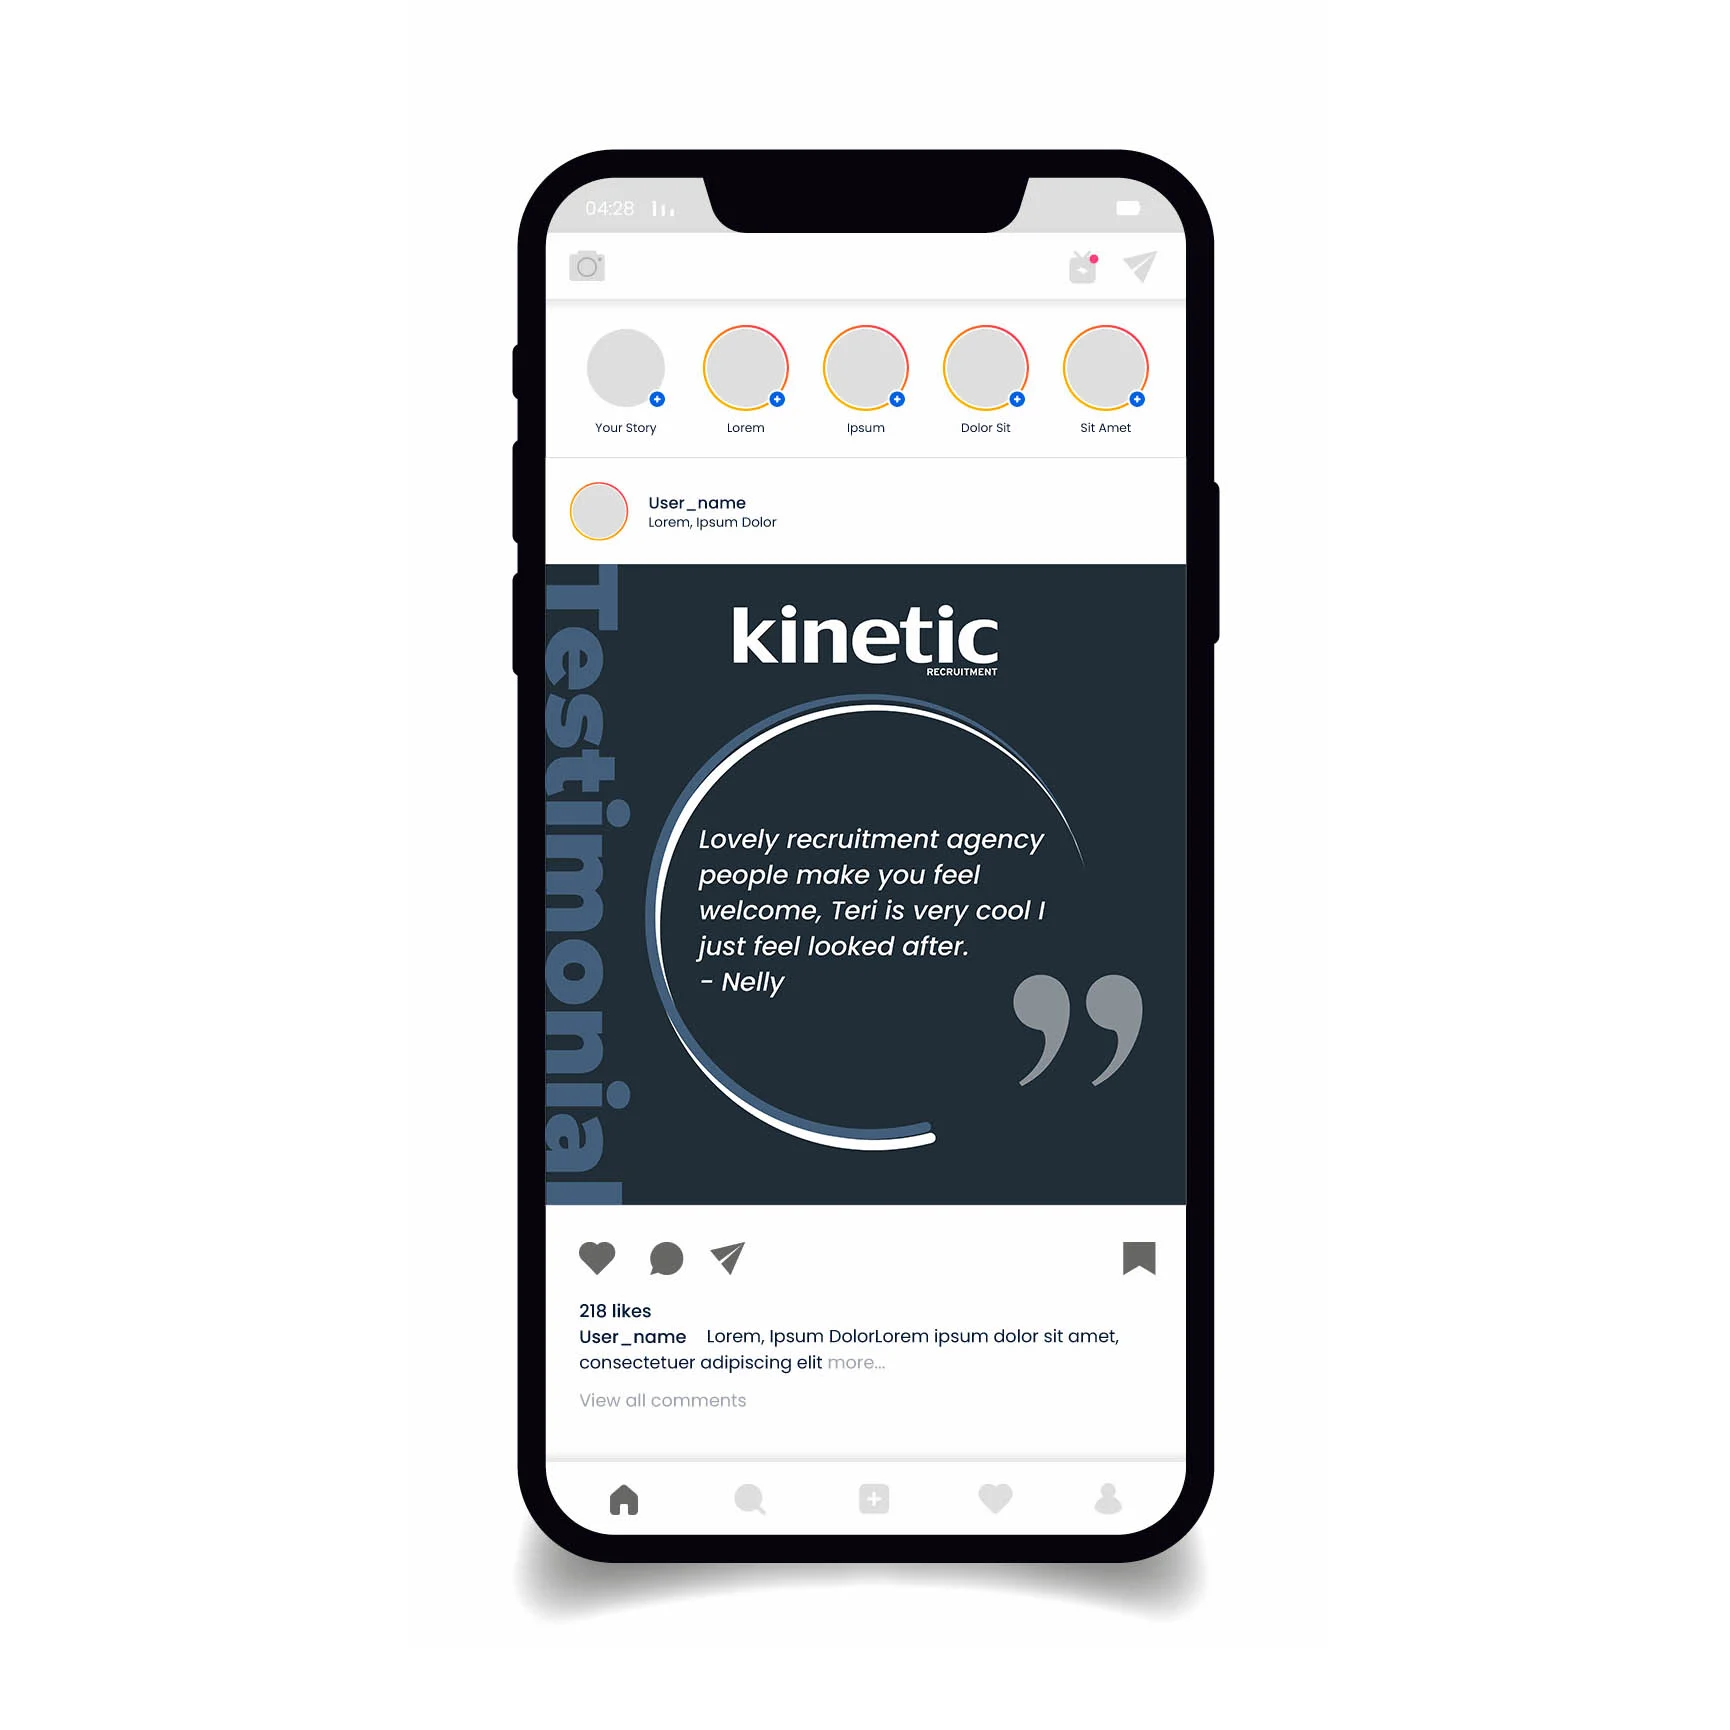 04:28
Your Story
Lorem
Ipsum
Dolor Sit
Sit Amet
User_name
Lorem, Ipsum Dolor
Testimonial
kinetic
RECRUITMENT
Lovely recruitment agency
people make you feel
welcome, Teri is very cool I
just feel looked after.
- Nelly
”
218 likes
User_name Lorem, Ipsum DolorLorem ipsum dolor sit amet,
consectetuer adipiscing elit more...
View all comments